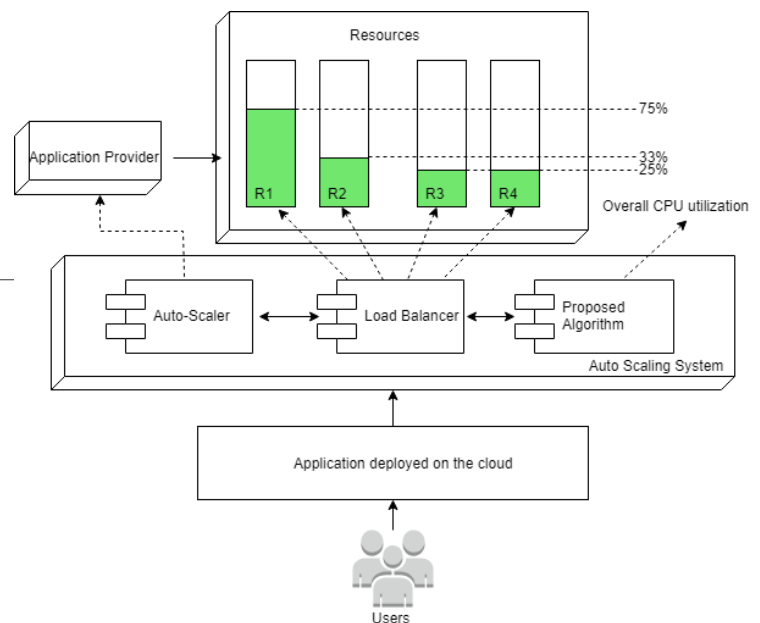 Resources
75%
Application Provider
33%
25%
R1
R2
R3
R4
Overall CPU utilization
Auto-Scaler
Load Balancer
Proposed
Algorithm
Auto Scaling System
Application deployed on the cloud
Users